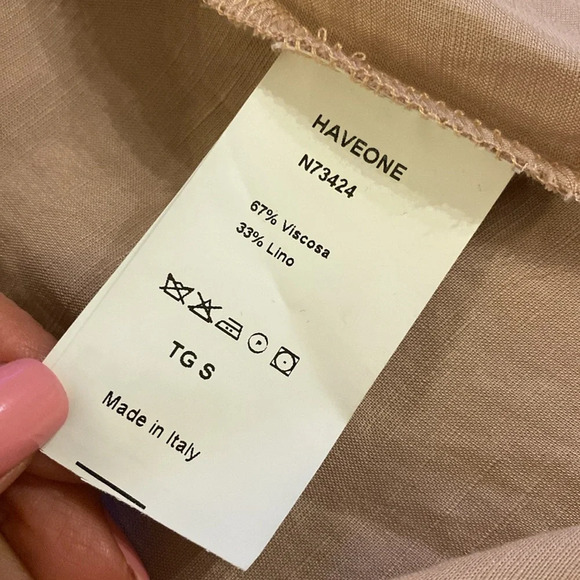 HAVEONE
N73424
67% Viscosa
33% Lino
P
TG S
Made in Italy